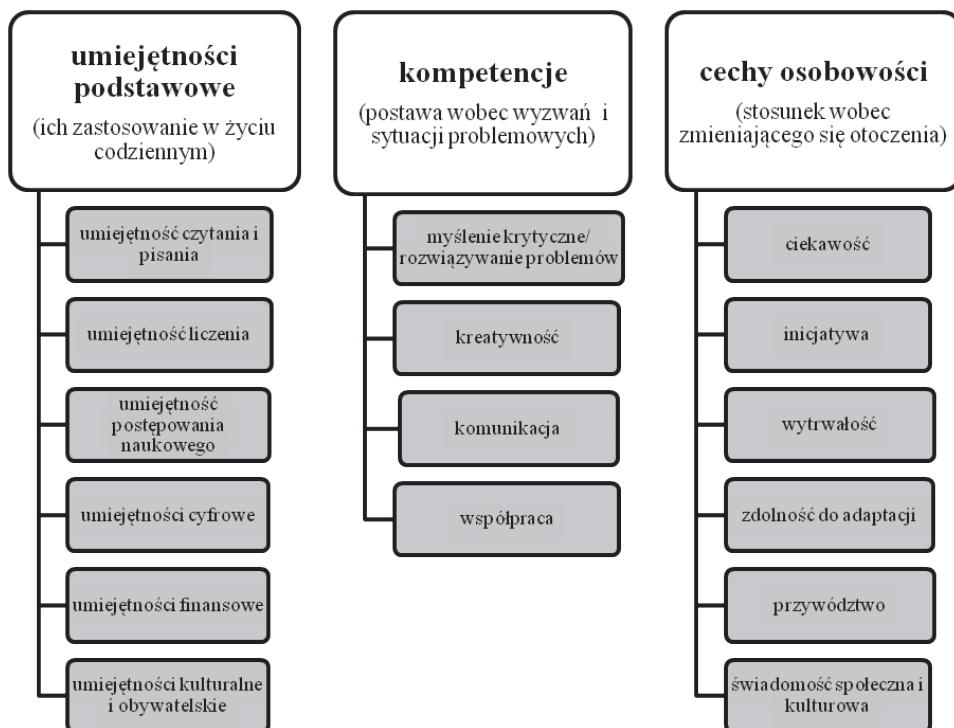 umiejętności
podstawowe
(ich zastosowanie w życiu
codziennym)
umiejętność czytania i
pisania
umiejętność liczenia
umiejętność
postępowania
naukowego
umiejętności cyfrowe
umiejętności finansowe
umiejętności kulturalne
i obywatelskie
kompetencje
(postawa wobec wyzwań i
sytuacji problemowych)
myślenie krytyczne/
rozwiązywanie problemów
kreatywność
komunikacja
współpraca
cechy osobowości
(stosunek wobec
zmieniającego się otoczenia)
ciekawość
inicjatywa
wytrwałość
zdolność do adaptacji
przywództwo
świadomość społeczna i
kulturowa